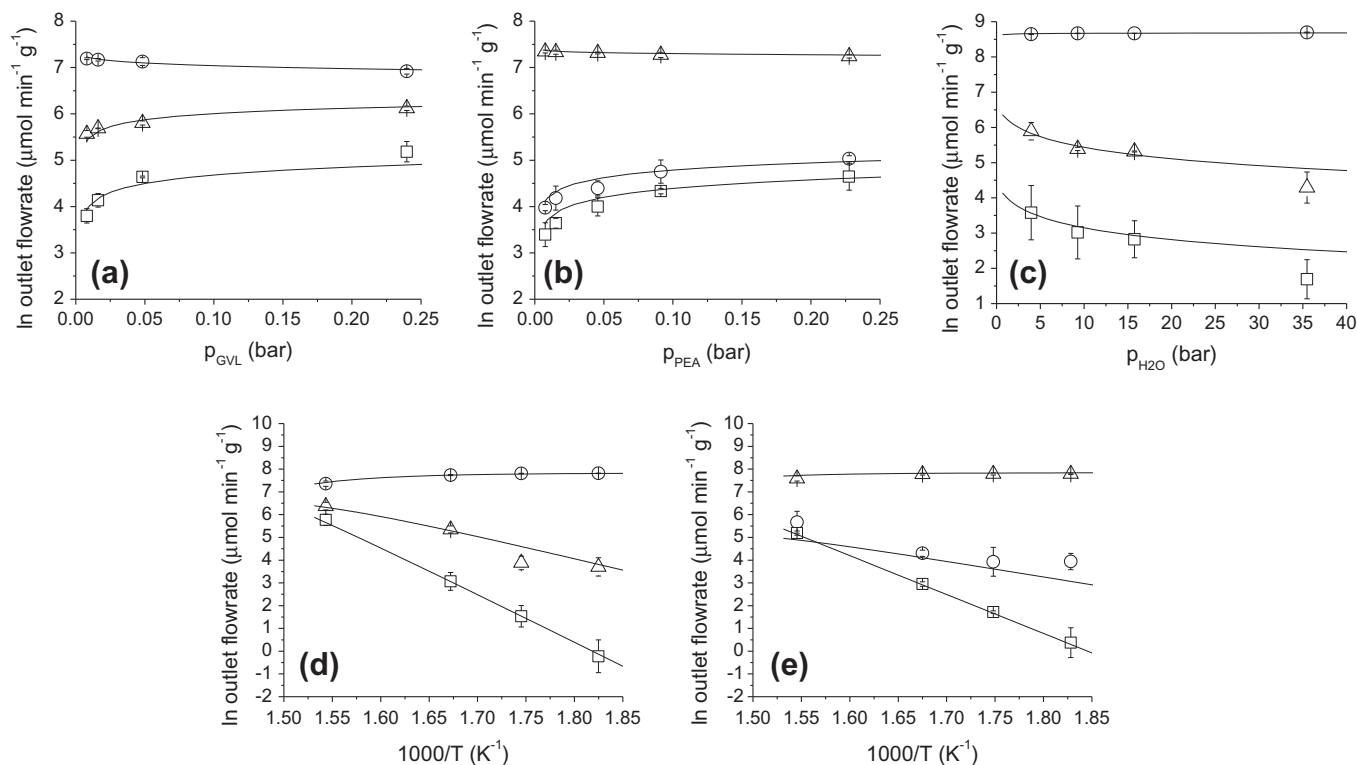 ln outlet flowrate (μmol min⁻¹ g⁻¹)
8
7
6
5
4
3
2
(a)
0.00 0.05 0.10 0.15 0.20 0.25
p_GVL (bar)
ln outlet flowrate (μmol min⁻¹ g⁻¹)
8
7
6
5
4
3
2
(b)
0.00 0.05 0.10 0.15 0.20 0.25
p_PEA (bar)
ln outlet flowrate (μmol min⁻¹ g⁻¹)
9
8
7
6
5
4
3
2
1
(c)
0 5 10 15 20 25 30 35 40
p_H2O (bar)
ln outlet flowrate (μmol min⁻¹ g⁻¹)
10
9
8
7
6
5
4
3
2
1
0
-1
-2
(d)
1.50 1.55 1.60 1.65 1.70 1.75 1.80 1.85
1000/T (K⁻¹)
ln outlet flowrate (μmol min⁻¹ g⁻¹)
10
9
8
7
6
5
4
3
2
1
0
-1
-2
(e)
1.50 1.55 1.60 1.65 1.70 1.75 1.80 1.85
1000/T (K⁻¹)